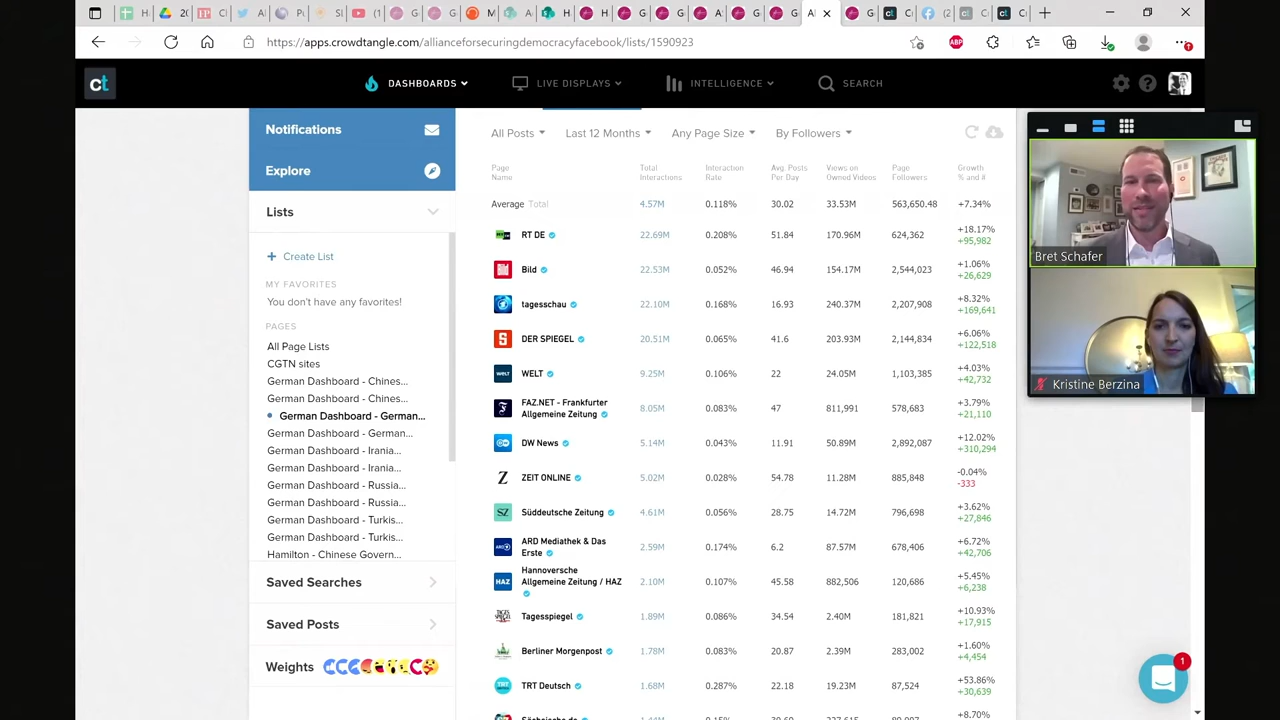 https://apps.crowdtangle.com/allianceforsecuringdemocracyfacebook/lists/1590923
ct
DASHBOARDS
LIVE DISPLAYS
INTELLIGENCE
SEARCH
Notifications
Explore
Lists
+ Create List
MY FAVORITES
You don't have any favorites!
PAGES
All Page Lists
CGTN sites
German Dashboard - Chines...
German Dashboard - Chines...
German Dashboard - German...
German Dashboard - German...
German Dashboard - Irania...
German Dashboard - Irania...
German Dashboard - Russia...
German Dashboard - Russia...
German Dashboard - Turkis...
German Dashboard - Turkis...
Hamilton - Chinese Govern...
Saved Searches
Saved Posts
Weights
All Posts Last 12 Months Any Page Size By Followers
Page Name Total Interactions Interaction Rate Avg. Posts Per Day Views on Owned Videos Page Followers Growth % and #
Average Total 4.57M 0.118% 30.02 33.53M 563,650.48 +7.34%
RT DE 22.69M 0.208% 51.84 170.96M 624,362 +18.17% +95,982
Bild 22.53M 0.052% 46.94 154.17M 2,544,023 +1.06% +26,629
tagesschau 22.10M 0.168% 16.93 240.37M 2,207,908 +8.32% +169,641
DER SPIEGEL 20.51M 0.065% 41.6 203.93M 2,144,834 +6.06% +122,518
WELT 9.25M 0.106% 22 24.05M 1,103,385 +4.03% +42,732
FAZ.NET - Frankfurter Allgemeine Zeitung 8.05M 0.083% 47 811,991 578,683 +3.79% +21,110
DW News 5.14M 0.043% 11.91 50.89M 2,892,087 +12.02% +310,294
ZEIT ONLINE 5.02M 0.028% 54.78 11.28M 885,848 -0.04% -333
Süddeutsche Zeitung 4.61M 0.056% 28.75 14.72M 796,698 +3.62% +27,846
ARD Mediathek & Das Erste 2.59M 0.174% 6.2 87.57M 678,406 +6.72% +42,706
Hannoversche Allgemeine Zeitung / HAZ 2.10M 0.107% 45.58 882,506 120,686 +5.45% +6,238
Tagesspiegel 1.89M 0.086% 34.54 2.40M 181,821 +10.93% +17,915
Berliner Morgenpost 1.78M 0.083% 20.87 2.39M 283,002 +1.60% +4,454
TRT Deutsch 1.68M 0.287% 22.18 19.23M 87,524 +53.86% +30,639
+8.70%
Bret Schafer
Kristine Berzina
1